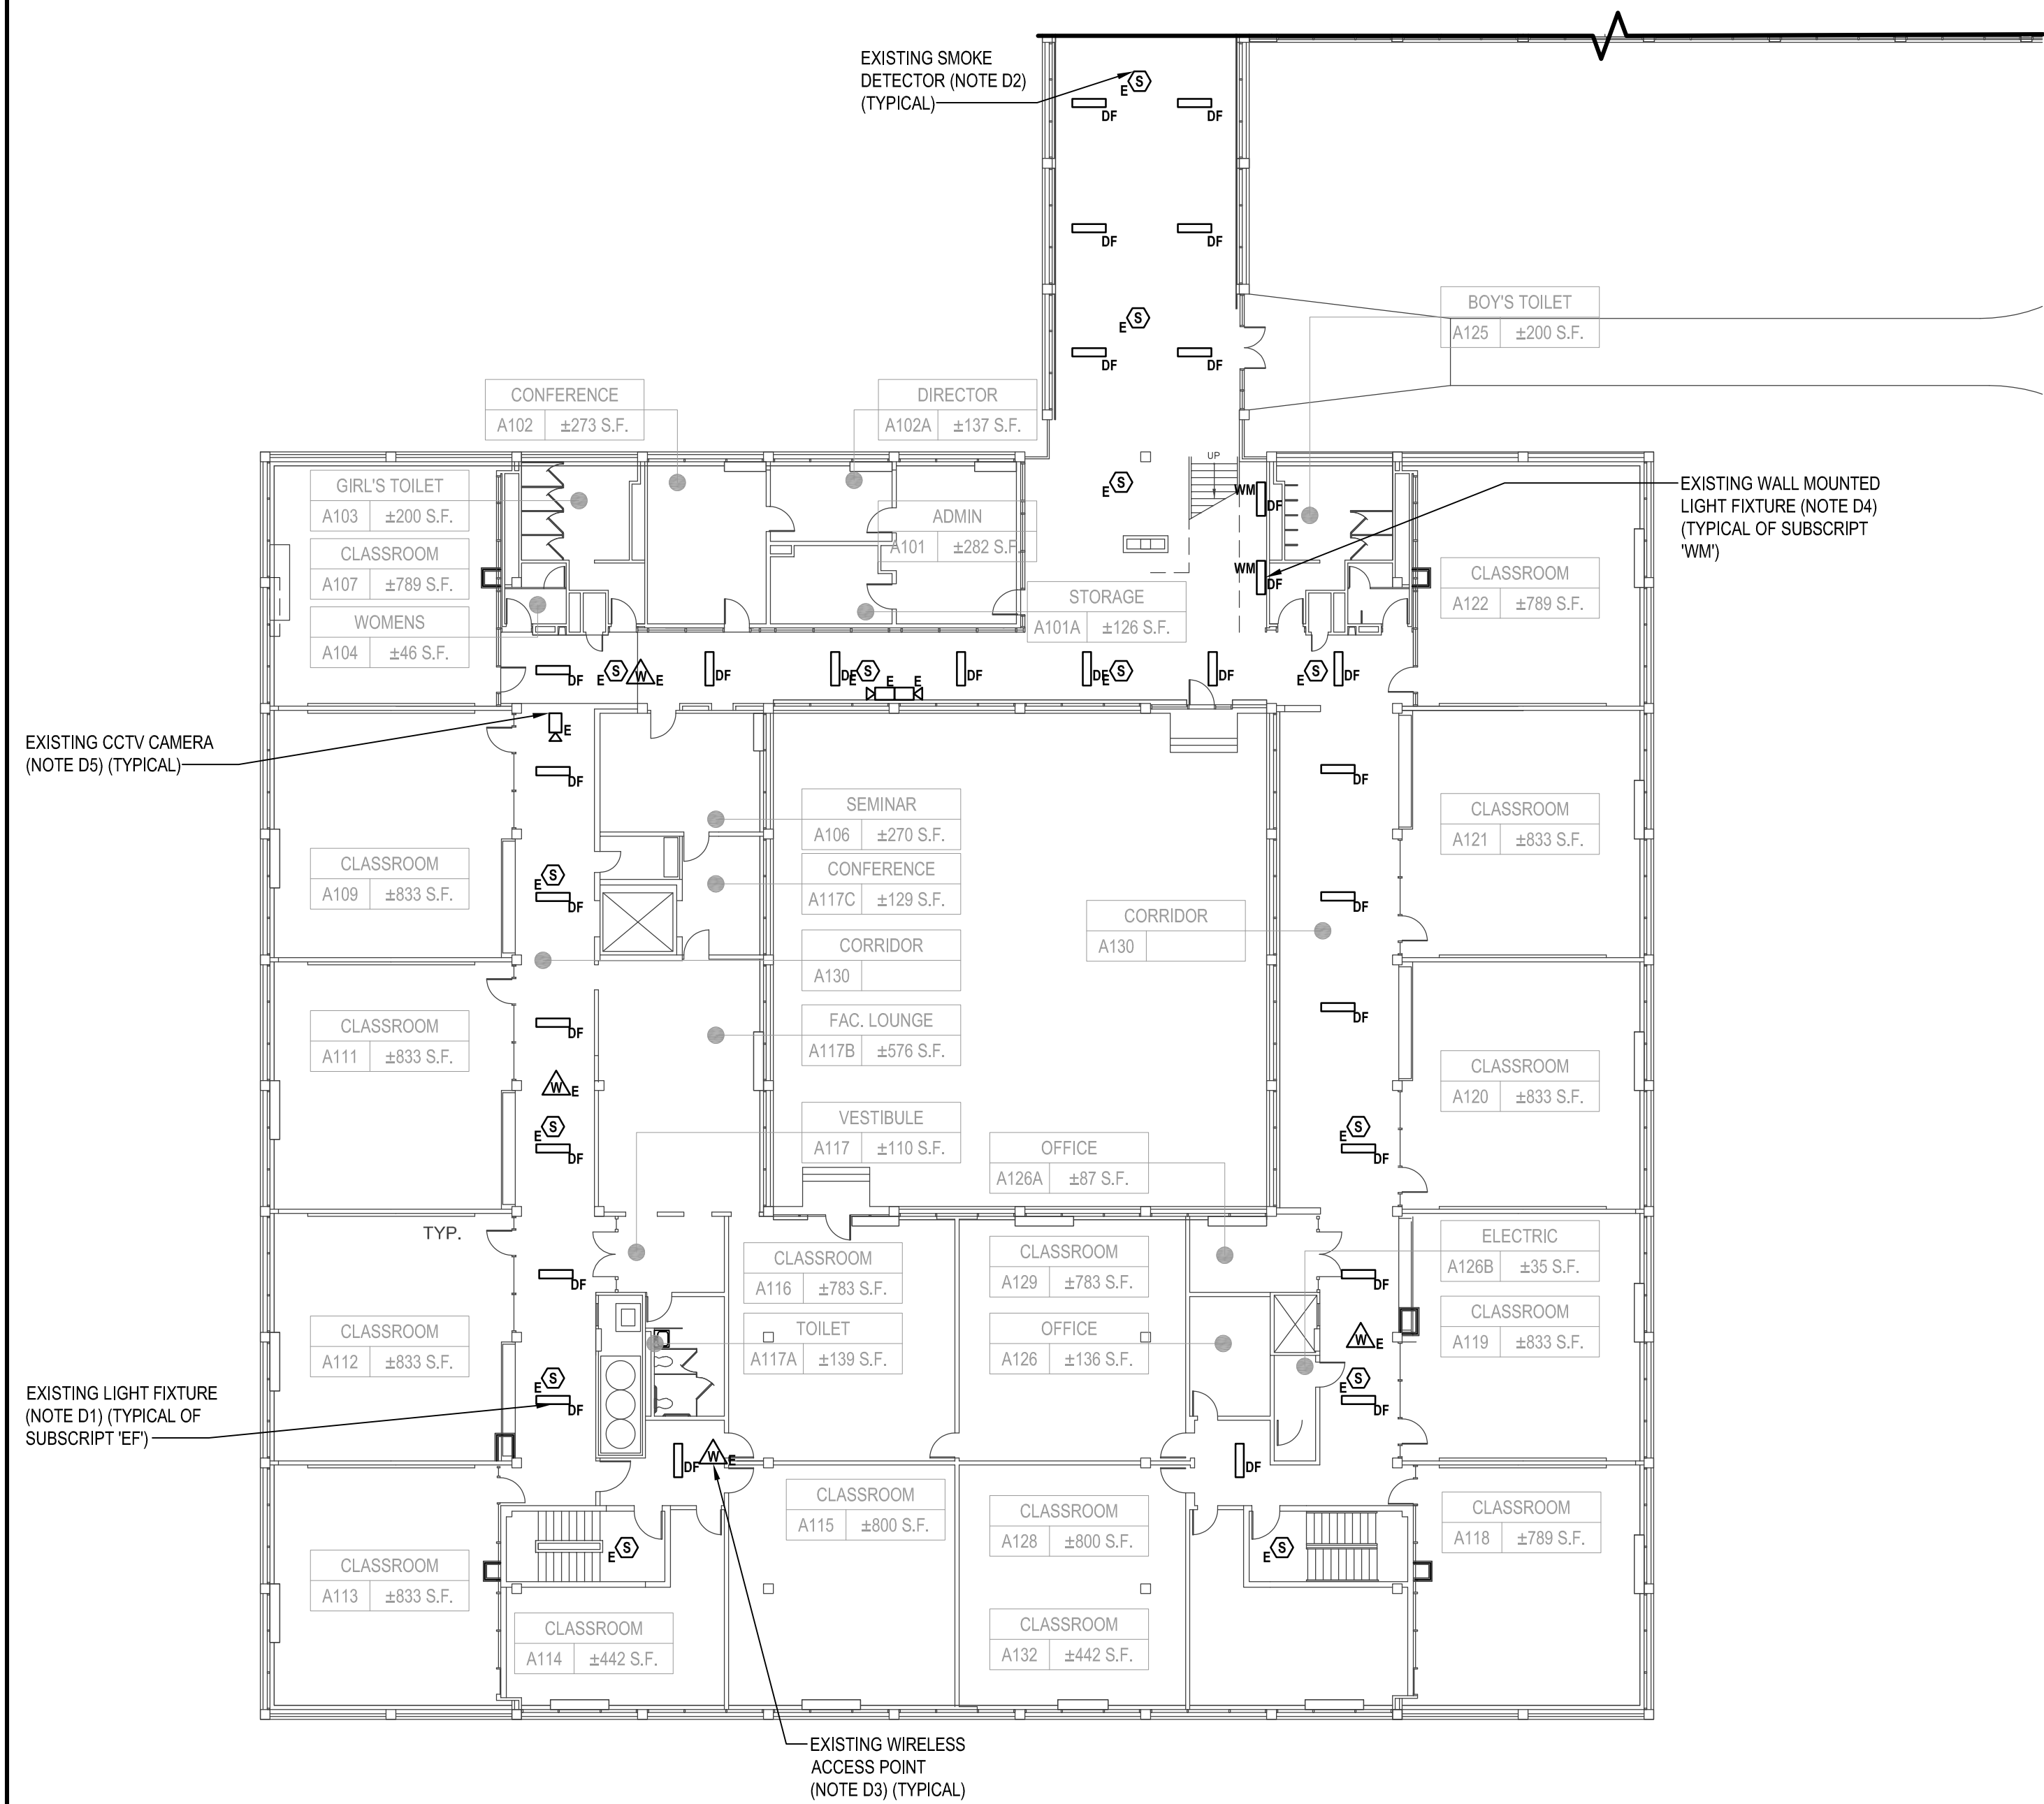 EXISTING SMOKE
DETECTOR (NOTE D2)
(TYPICAL)
E S
DF DF
DF DF
E S
DF DF
BOY'S TOILET
A125 ±200 S.F.
CONFERENCE
A102 ±273 S.F.
DIRECTOR
A102A ±137 S.F.
UP
E S
WM DF
WM DF
EXISTING WALL MOUNTED
LIGHT FIXTURE (NOTE D4)
(TYPICAL OF SUBSCRIPT
'WM')
GIRL'S TOILET
A103 ±200 S.F.
CLASSROOM
A107 ±789 S.F.
WOMENS
A104 ±46 S.F.
ADMIN
A101 ±282 S.F.
STORAGE
A101A ±126 S.F.
CLASSROOM
A122 ±789 S.F.
DF E S W E DF DF E S DF DF E S DF E S DF
E E
EXISTING CCTV CAMERA
(NOTE D5) (TYPICAL)
E
DF
DF
SEMINAR
A106 ±270 S.F.
CONFERENCE
A117C ±129 S.F.
CORRIDOR
A130
FAC. LOUNGE
A117B ±576 S.F.
VESTIBULE
A117 ±110 S.F.
CORRIDOR
A130
CLASSROOM
A121 ±833 S.F.
CLASSROOM
A109 ±833 S.F.
E S
DF
DF
CLASSROOM
A111 ±833 S.F.
DF
DF
W E
E S
DF
CLASSROOM
A120 ±833 S.F.
E S
DF
OFFICE
A126A ±87 S.F.
TYP.
CLASSROOM
A116 ±783 S.F.
CLASSROOM
A129 ±783 S.F.
ELECTRIC
A126B ±35 S.F.
DF
DF
CLASSROOM
A112 ±833 S.F.
TOILET
A117A ±139 S.F.
OFFICE
A126 ±136 S.F.
W E
CLASSROOM
A119 ±833 S.F.
EXISTING LIGHT FIXTURE
(NOTE D1) (TYPICAL OF
SUBSCRIPT 'EF')
E S
DF
E S
DF
DF W E
DF
CLASSROOM
A115 ±800 S.F.
CLASSROOM
A128 ±800 S.F.
CLASSROOM
A118 ±789 S.F.
E S
E S
CLASSROOM
A113 ±833 S.F.
CLASSROOM
A114 ±442 S.F.
CLASSROOM
A132 ±442 S.F.
EXISTING WIRELESS
ACCESS POINT
(NOTE D3) (TYPICAL)